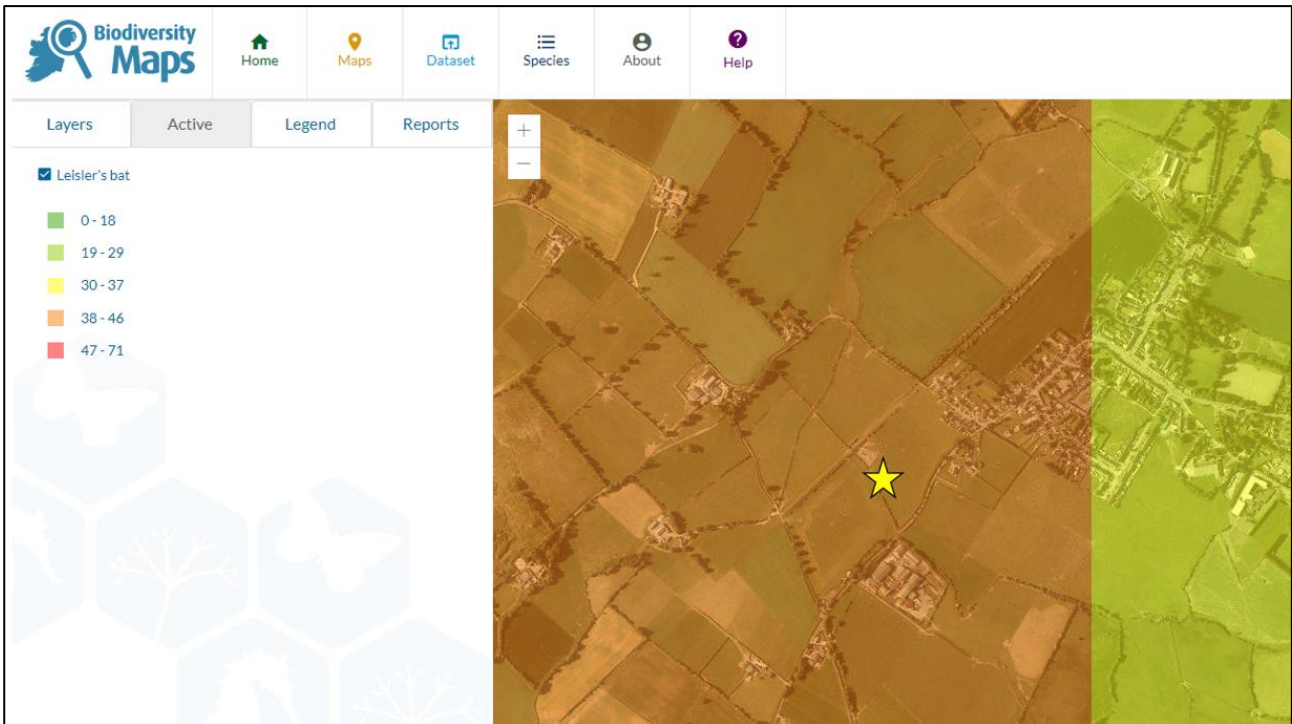 Biodiversity
Maps
Home
Maps
Dataset
Species
About
Help
Layers
Active
Legend
Reports
Leisler's bat
0 - 18
19 - 29
30 - 37
38 - 46
47 - 71
+
−